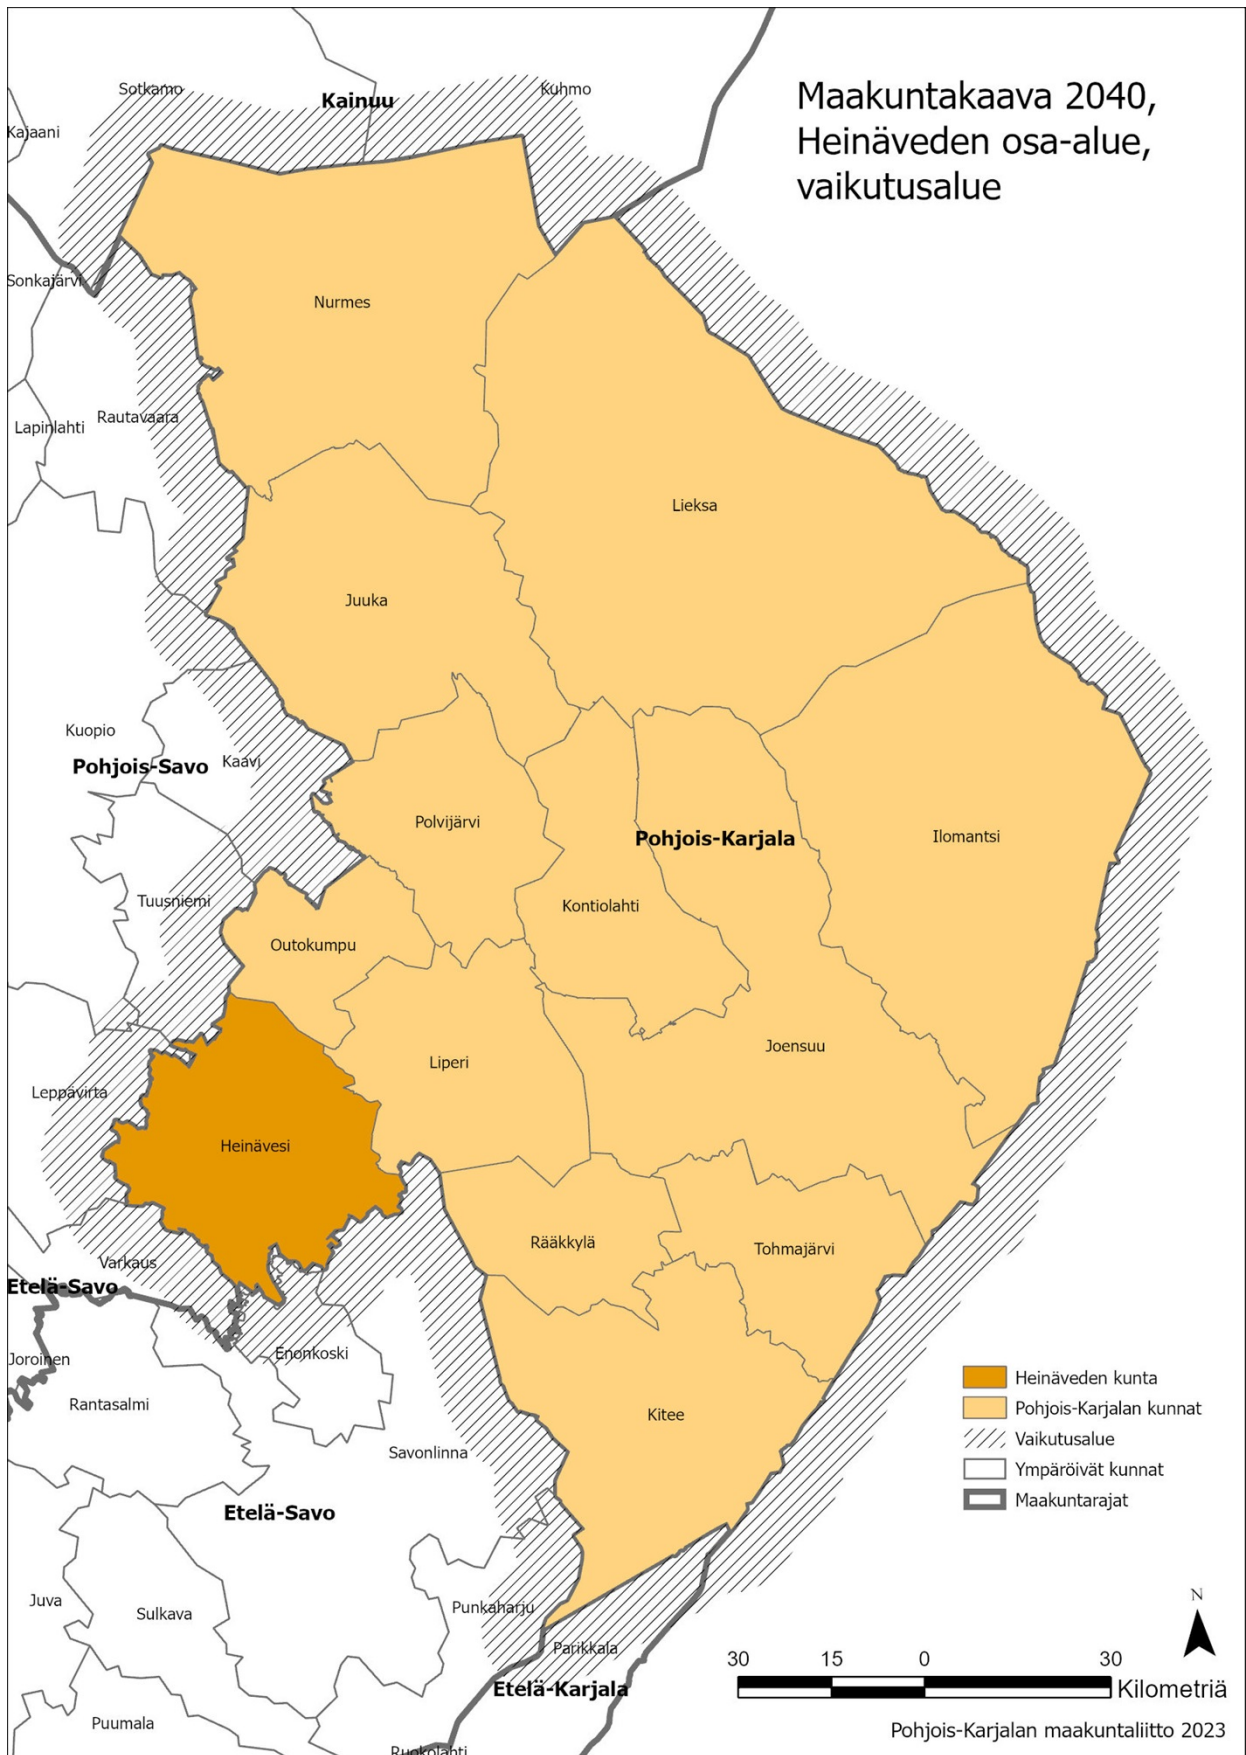 Maakuntakaava 2040,
Heinäveden osa-alue,
vaikutusalue
Sotkamo
Kuhmo
Kainuu
Kajaani
Sonkajärvi
Nurmes
Rautavaara
Lapinlahti
Lieksa
Juuka
Kuopio
Kaavi
Pohjois-Savo
Polvijärvi
Pohjois-Karjala
Ilomantsi
Tuusniemi
Kontiolahti
Outokumpu
Joensuu
Liperi
Leppävirta
Heinävesi
Rääkkylä
Tohmajärvi
Varkaus
Etelä-Savo
Enonkoski
Joroinen
Rantasalmi
Kitee
Savonlinna
Etelä-Savo
Juva
Sulkava
Punkaharju
Parikkala
Etelä-Karjala
Puumala
Ruokolahti
Heinäveden kunta
Pohjois-Karjalan kunnat
Vaikutusalue
Ympäröivät kunnat
Maakuntarajat
N
30 15 0 30
Kilometriä
Pohjois-Karjalan maakuntaliitto 2023